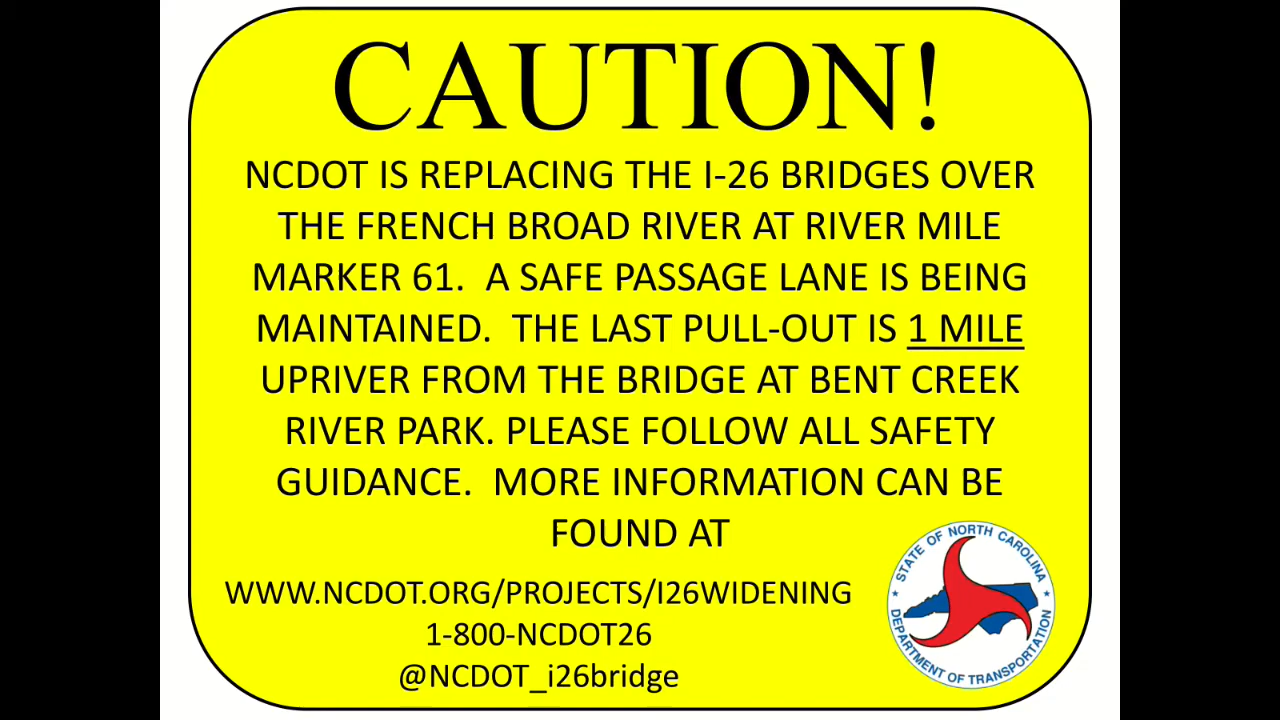 CAUTION!
NCDOT IS REPLACING THE I-26 BRIDGES OVER
THE FRENCH BROAD RIVER AT RIVER MILE
MARKER 61.  A SAFE PASSAGE LANE IS BEING
MAINTAINED.  THE LAST PULL-OUT IS 1 MILE
UPRIVER FROM THE BRIDGE AT BENT CREEK
RIVER PARK. PLEASE FOLLOW ALL SAFETY
GUIDANCE.  MORE INFORMATION CAN BE
FOUND AT
WWW.NCDOT.ORG/PROJECTS/I26WIDENING
1-800-NCDOT26
@NCDOT_i26bridge
STATE OF NORTH CAROLINA
DEPARTMENT OF TRANSPORTATION